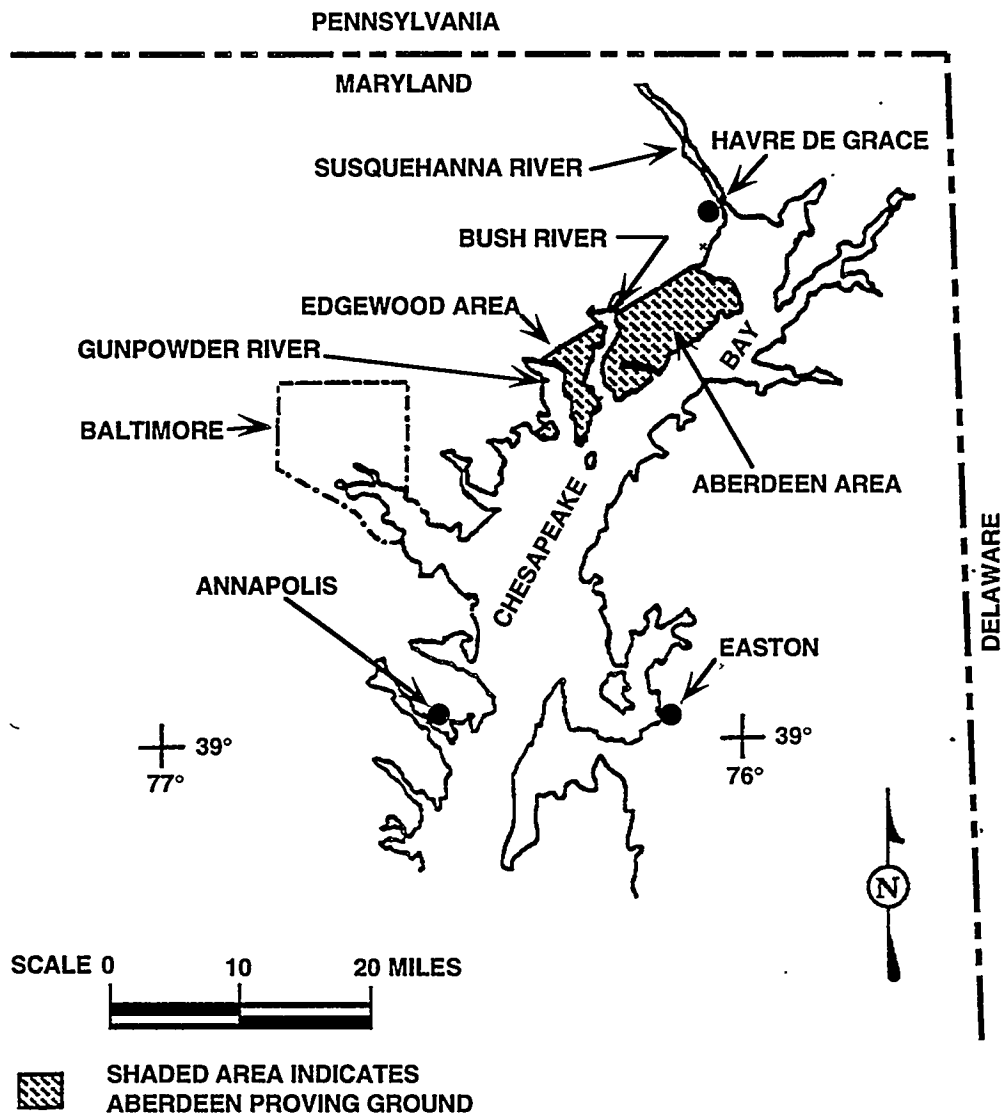 PENNSYLVANIA
MARYLAND
HAVRE DE GRACE
SUSQUEHANNA RIVER
BUSH RIVER
EDGEWOOD AREA
GUNPOWDER RIVER
BAY
BALTIMORE
ABERDEEN AREA
CHESAPEAKE
DELAWARE
ANNAPOLIS
EASTON
39°
77°
39°
76°
N
SCALE 0 10 20 MILES
SHADED AREA INDICATES
ABERDEEN PROVING GROUND